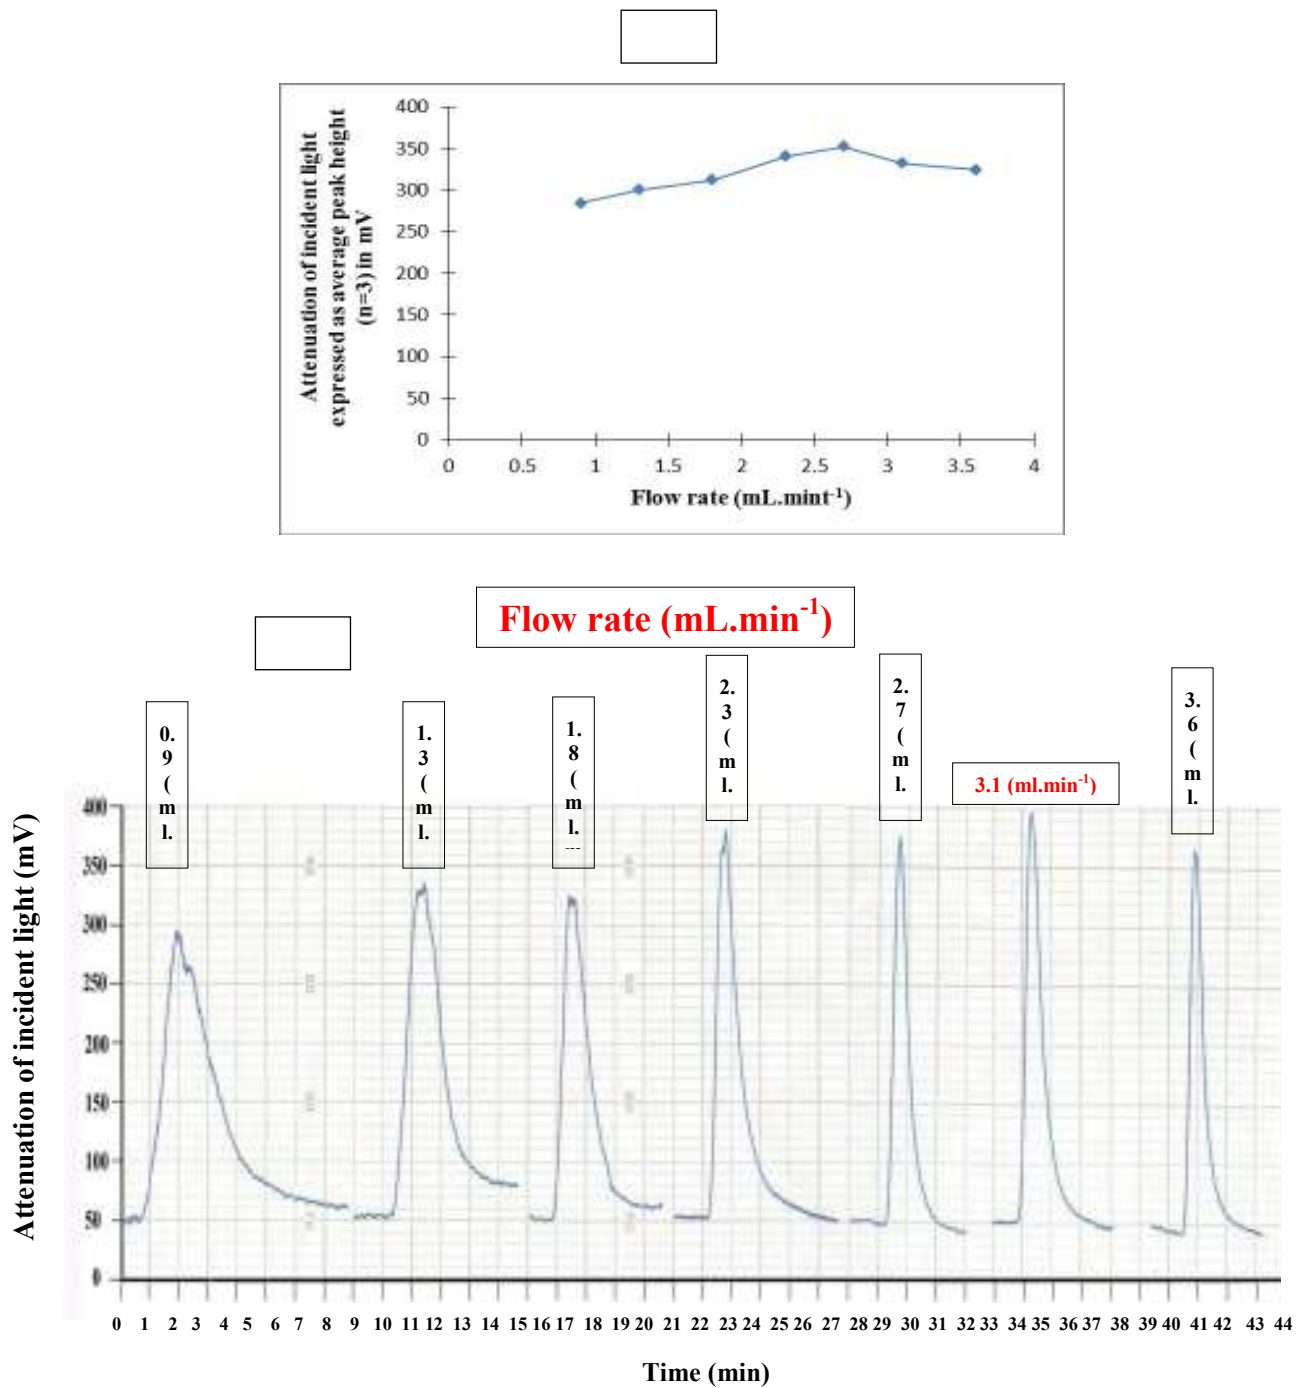 Attenuation of incident light
expressed as average peak height
(n=3) in mV
400
350
300
250
200
150
100
50
0
0 0.5 1 1.5 2 2.5 3 3.5 4
Flow rate (mL.mint-1)
Flow rate (mL.min-1)
0.
9
(
m
l.
1.
3
(
m
l.
1.
8
(
m
l.
2.
3
(
m
l.
2.
7
(
m
l.
3.1 (ml.min-1)
3.
6
(
m
l.
Attenuation of incident light (mV)
400
350
300
250
200
150
100
50
0
0 1 2 3 4 5 6 7 8 9 10 11 12 13 14 15 16 17 18 19 20 21 22 23 24 25 26 27 28 29 30 31 32 33 34 35 36 37 38 39 40 41 42 43 44
Time (min)